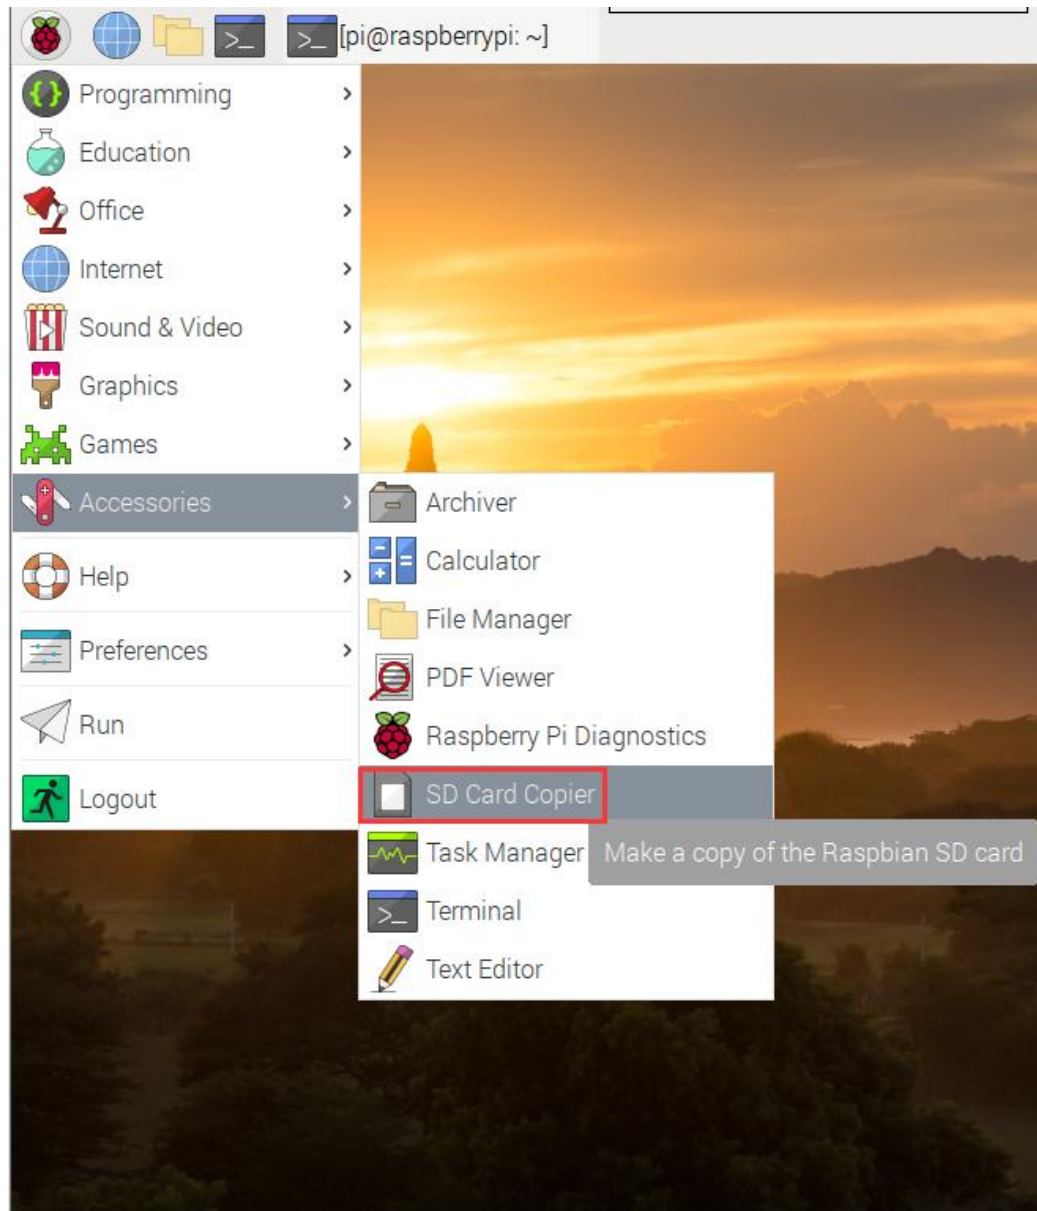 [pi@raspberrypi: ~]
Programming
Education
Office
Internet
Sound & Video
Graphics
Games
Accessories
Help
Preferences
Run
Logout
Archiver
Calculator
File Manager
PDF Viewer
Raspberry Pi Diagnostics
SD Card Copier
Task Manager
Make a copy of the Raspbian SD card
Terminal
Text Editor